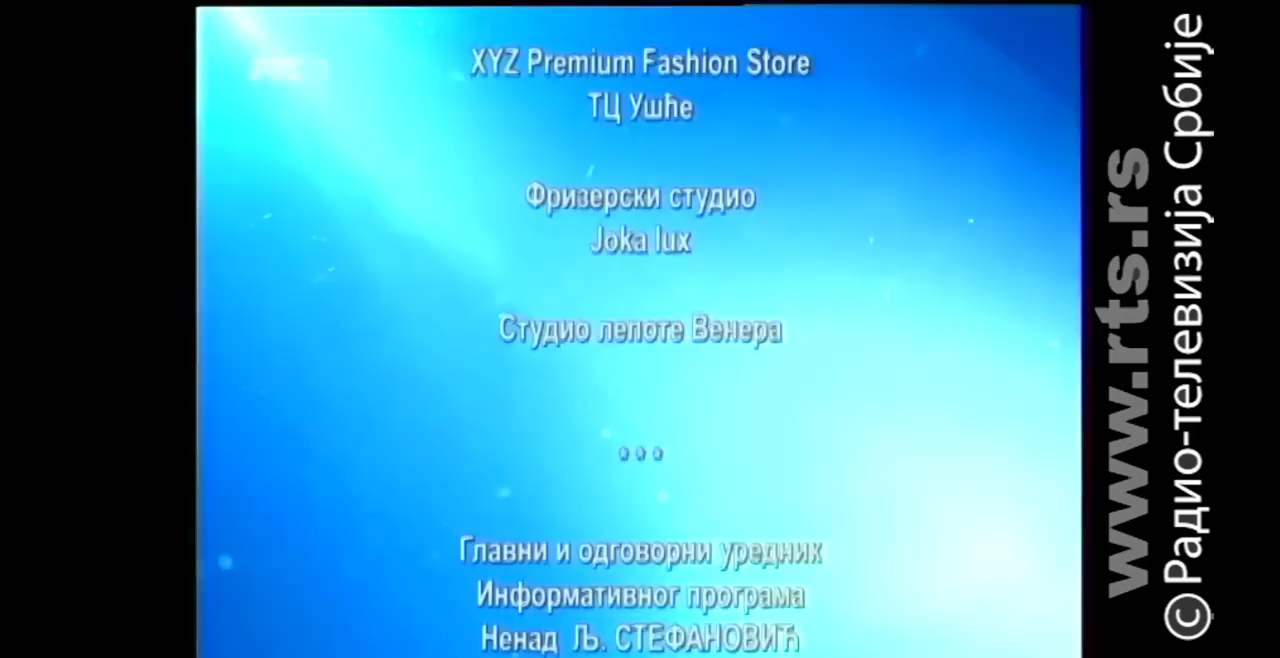 XYZ Premium Fashion Store
ТЦ Ушће
Фризерски студио
Joka lux
Студио лепоте Венера
***
Главни и одговорни уредник
Информативног програма
Ненад Љ. СТЕФАНОВИЋ
www.rts.rs
© Радио-телевизија Србије